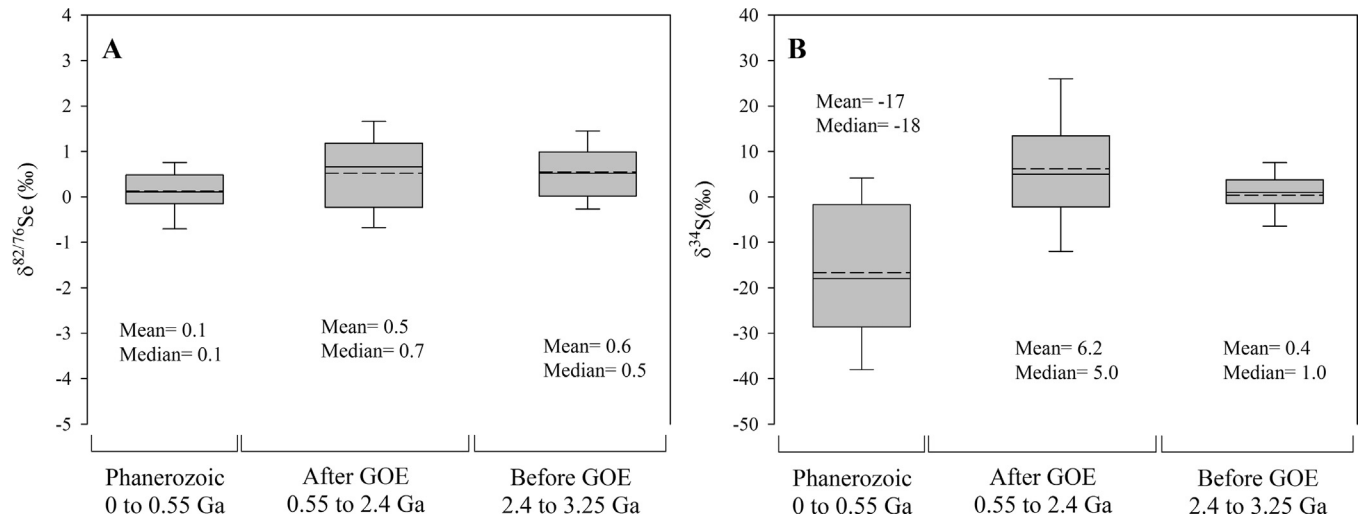 A
4
3
2
1
0
-1
-2
-3
-4
-5
δ82/76Se (‰)
Mean= 0.1
Median= 0.1
Mean= 0.5
Median= 0.7
Mean= 0.6
Median= 0.5
Phanerozoic
0 to 0.55 Ga
After GOE
0.55 to 2.4 Ga
Before GOE
2.4 to 3.25 Ga
B
40
30
20
10
0
-10
-20
-30
-40
-50
δ34S(‰)
Mean= -17
Median= -18
Mean= 6.2
Median= 5.0
Mean= 0.4
Median= 1.0
Phanerozoic
0 to 0.55 Ga
After GOE
0.55 to 2.4 Ga
Before GOE
2.4 to 3.25 Ga